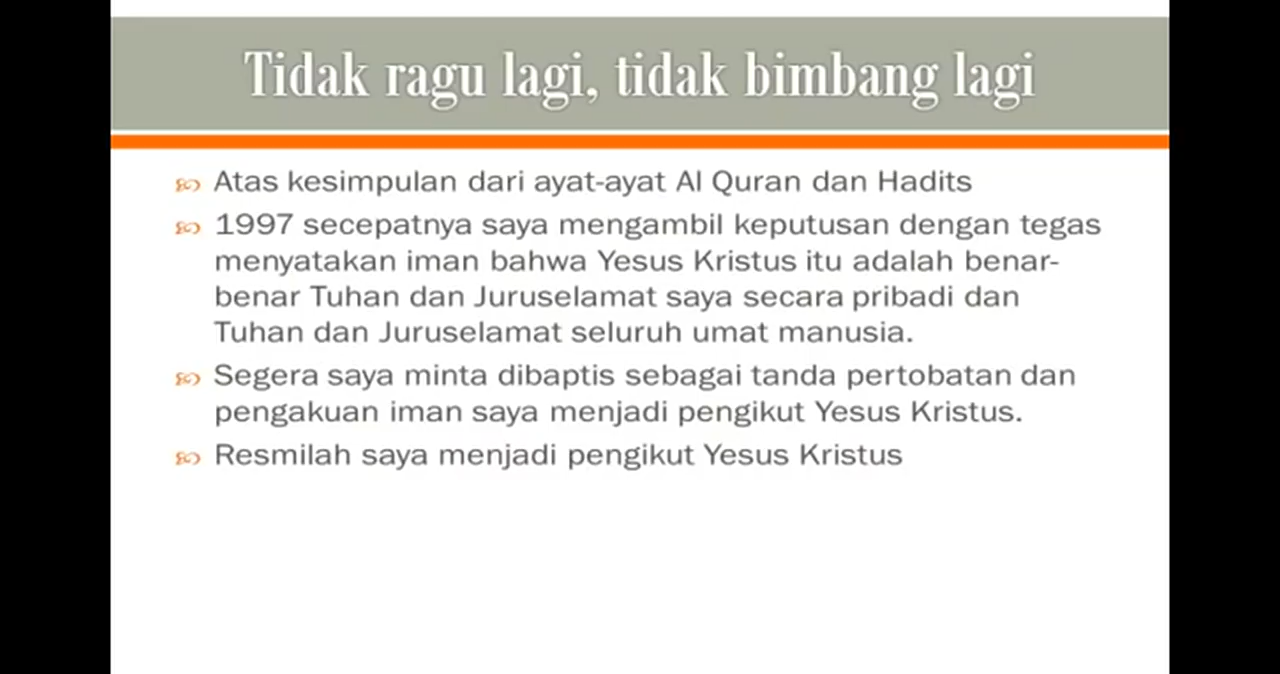 Tidak ragu lagi, tidak bimbang lagi
Atas kesimpulan dari ayat-ayat Al Quran dan Hadits
1997 secepatnya saya mengambil keputusan dengan tegas
menyatakan iman bahwa Yesus Kristus itu adalah benar-
benar Tuhan dan Juruselamat saya secara pribadi dan
Tuhan dan Juruselamat seluruh umat manusia.
Segera saya minta dibaptis sebagai tanda pertobatan dan
pengakuan iman saya menjadi pengikut Yesus Kristus.
Resmilah saya menjadi pengikut Yesus Kristus